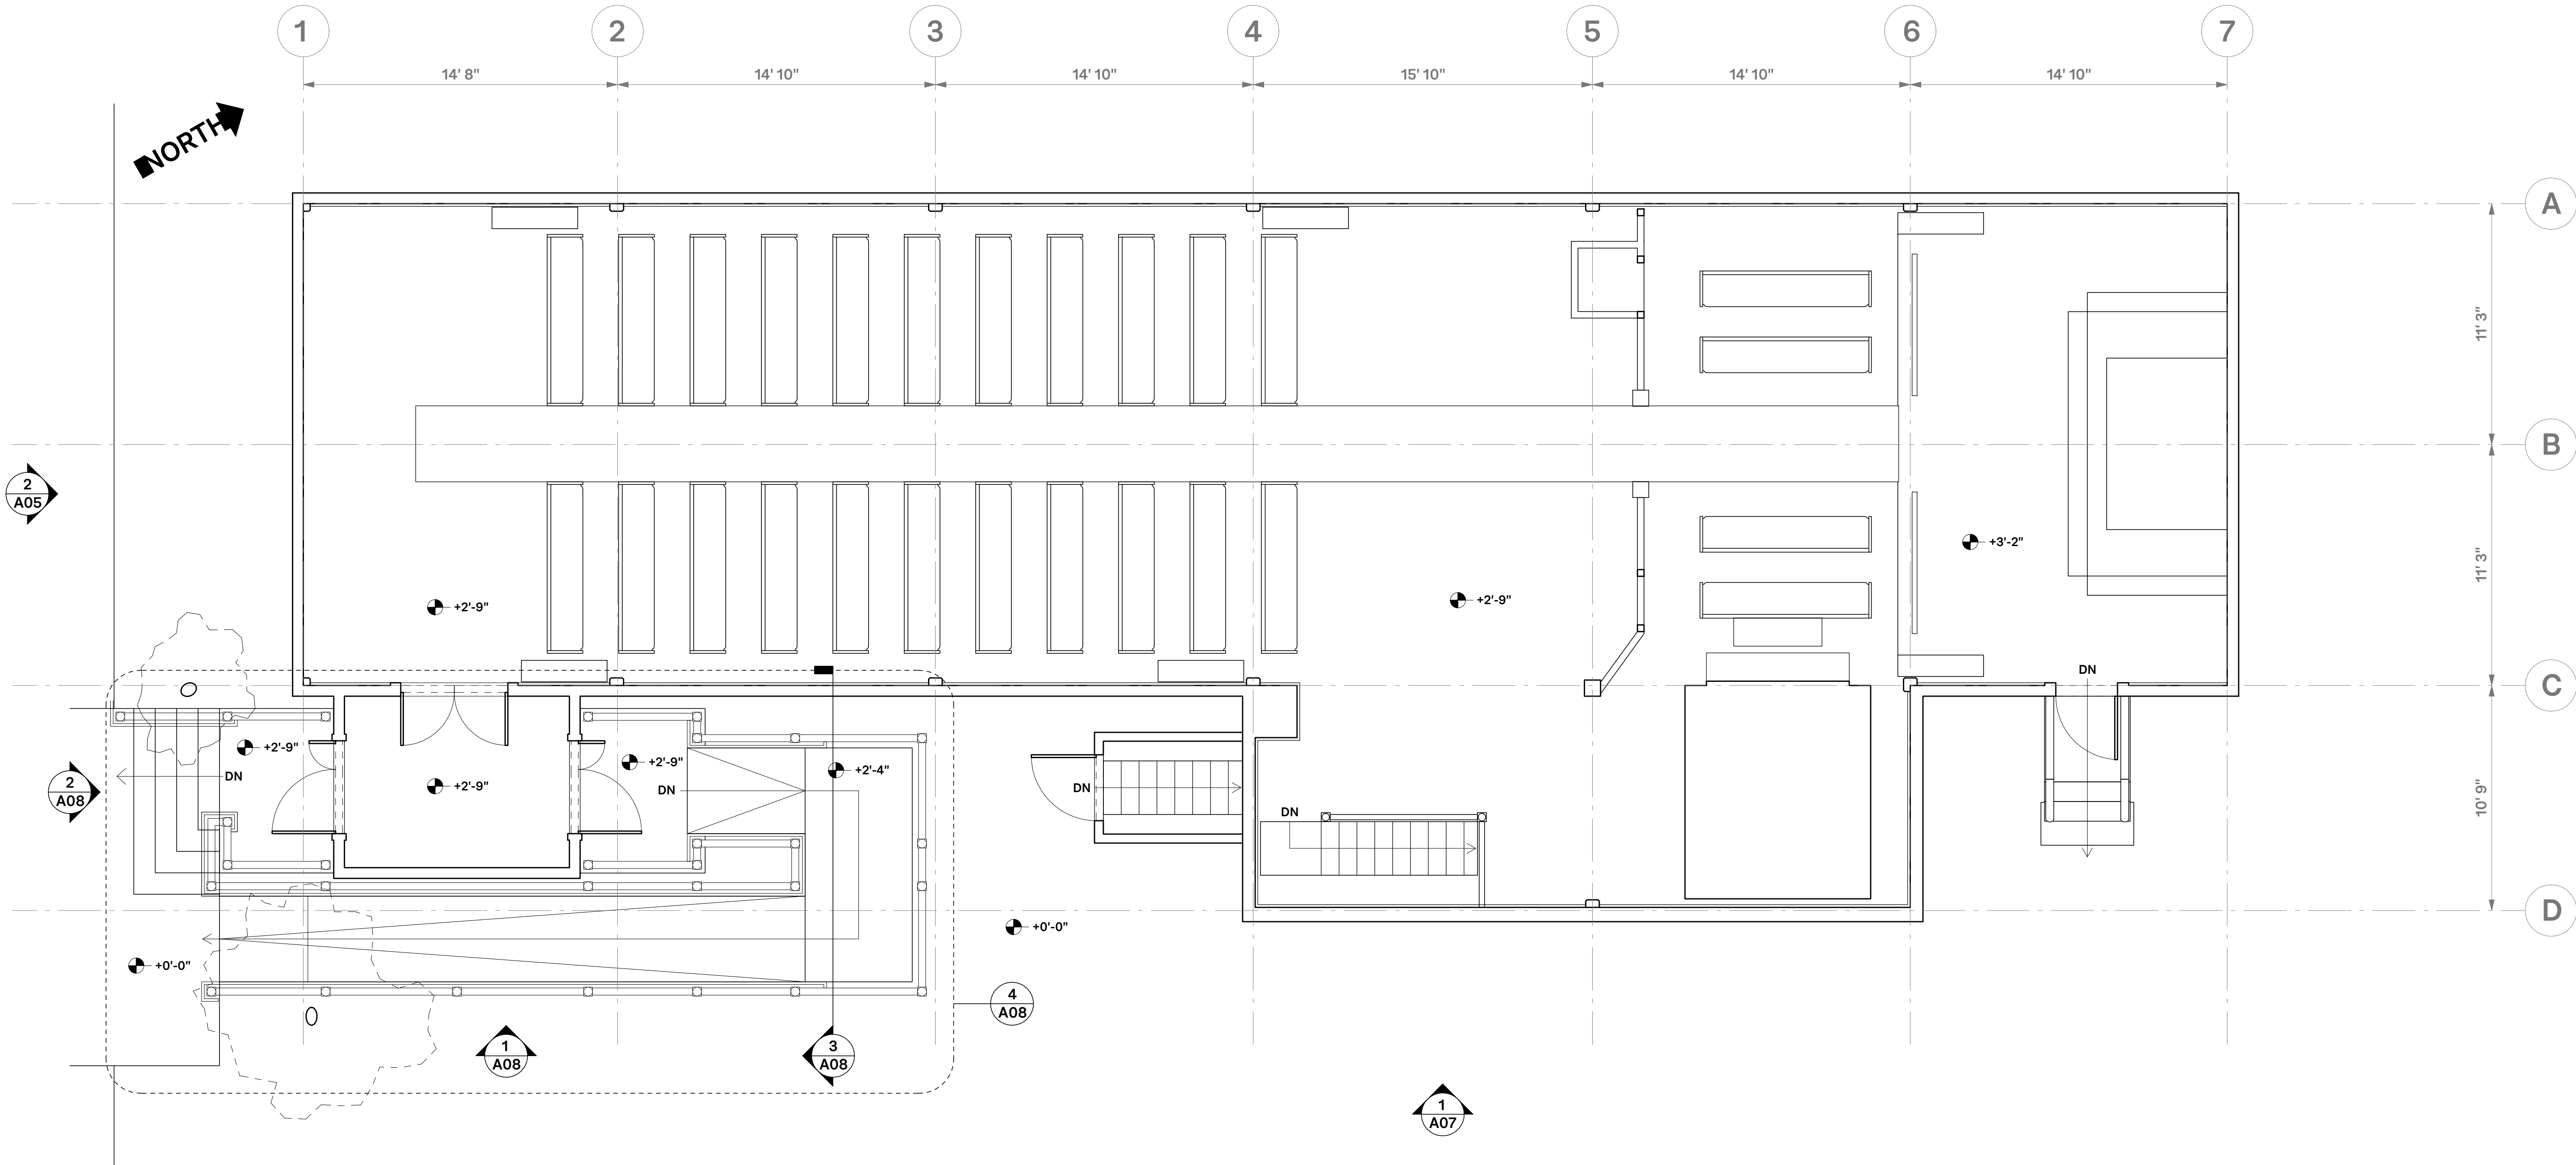 1 2 3 4 5 6 7
14' 8" 14' 10" 14' 10" 15' 10" 14' 10" 14' 10"
NORTH
A
11' 3"
B
2
A05
+3'-2"
11' 3"
+2'-9"
+2'-9"
DN
C
+2'-9"
+2'-9"
+2'-4"
DN
+2'-9"
DN
DN
2
A08
DN
10' 9"
D
+0'-0"
+0'-0"
4
A08
1
A08
3
A08
1
A07